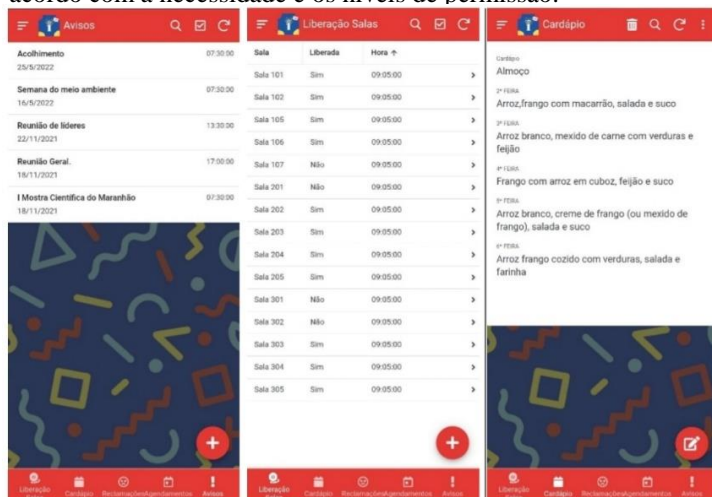 acordo com a necessidade e os níveis de permissão.
Avisos
Acolhimento 07:30:00
25/5/2022
Semana do meio ambiente 07:30:00
16/5/2022
Reunião de líderes 13:30:00
22/11/2021
Reunião Geral. 17:00:00
18/11/2021
I Mostra Científica do Maranhão 07:30:00
18/11/2021
Liberação Cardápio Reclamações Agendamentos Avisos
Liberação Salas
Sala Liberada Hora ↑
Sala 101 Sim 09:05:00
Sala 102 Sim 09:05:00
Sala 105 Sim 09:05:00
Sala 106 Sim 09:05:00
Sala 107 Não 09:05:00
Sala 201 Não 09:05:00
Sala 202 Sim 09:05:00
Sala 203 Sim 09:05:00
Sala 204 Sim 09:05:00
Sala 205 Sim 09:05:00
Sala 301 Não 09:05:00
Sala 302 Não 09:05:00
Sala 303 Sim 09:05:00
Sala 304 Sim 09:05:00
Sala 305 Sim 09:05:00
Liberação Cardápio Reclamações Agendamentos Avisos
Cardápio
Cardápio
Almoço
2ª FEIRA
Arroz,frango com macarrão, salada e suco
3ª FEIRA
Arroz branco, mexido de carne com verduras e
feijão
4ª FEIRA
Frango com arroz em cuboz, feijão e suco
5ª FEIRA
Arroz branco, creme de frango (ou mexido de
frango), salada e suco
6ª FEIRA
Arroz frango cozido com verduras, salada e
farinha
Liberação Cardápio Reclamações Agendamentos Avisos